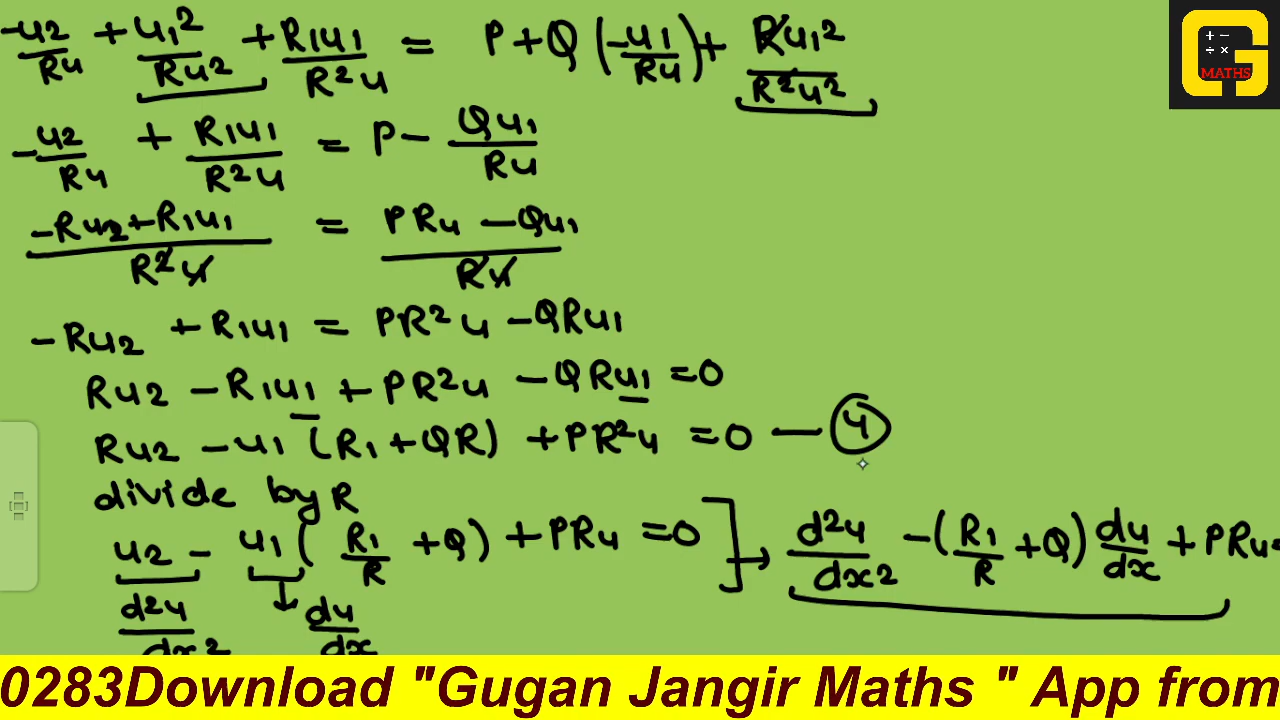 -u2/Ru + u1²/Ru² + R1u1/R²u = P + Q(-u1/Ru) + Ru1²/R²u²
-u2/Ru + R1u1/R²u = P - Qu1/Ru
-Ru2 + R1u1/R²u = PRu - Qu1/Ru
-Ru2 + R1u1 = PR²u - QRu1
Ru2 - R1u1 + PR²u - QRu1 = 0
Ru2 - u1 (R1 + QR) + PR²u = 0 — (4)
divide by R
u2 - u1 (R1/R + Q) + PRu = 0 ] → d²u/dx² - (R1/R + Q) du/dx + PRu=
d²u/dx² du/dx
+ - ÷ ×
MATHS
0283Download "Gugan Jangir Maths " App from